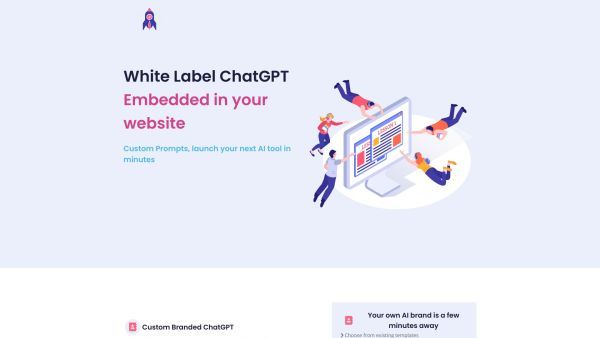 White Label ChatGPT
Embedded in your
website
Custom Prompts, launch your next AI tool in
minutes
Custom Branded ChatGPT
Your own AI brand is a few
minutes away
Choose from existing templates